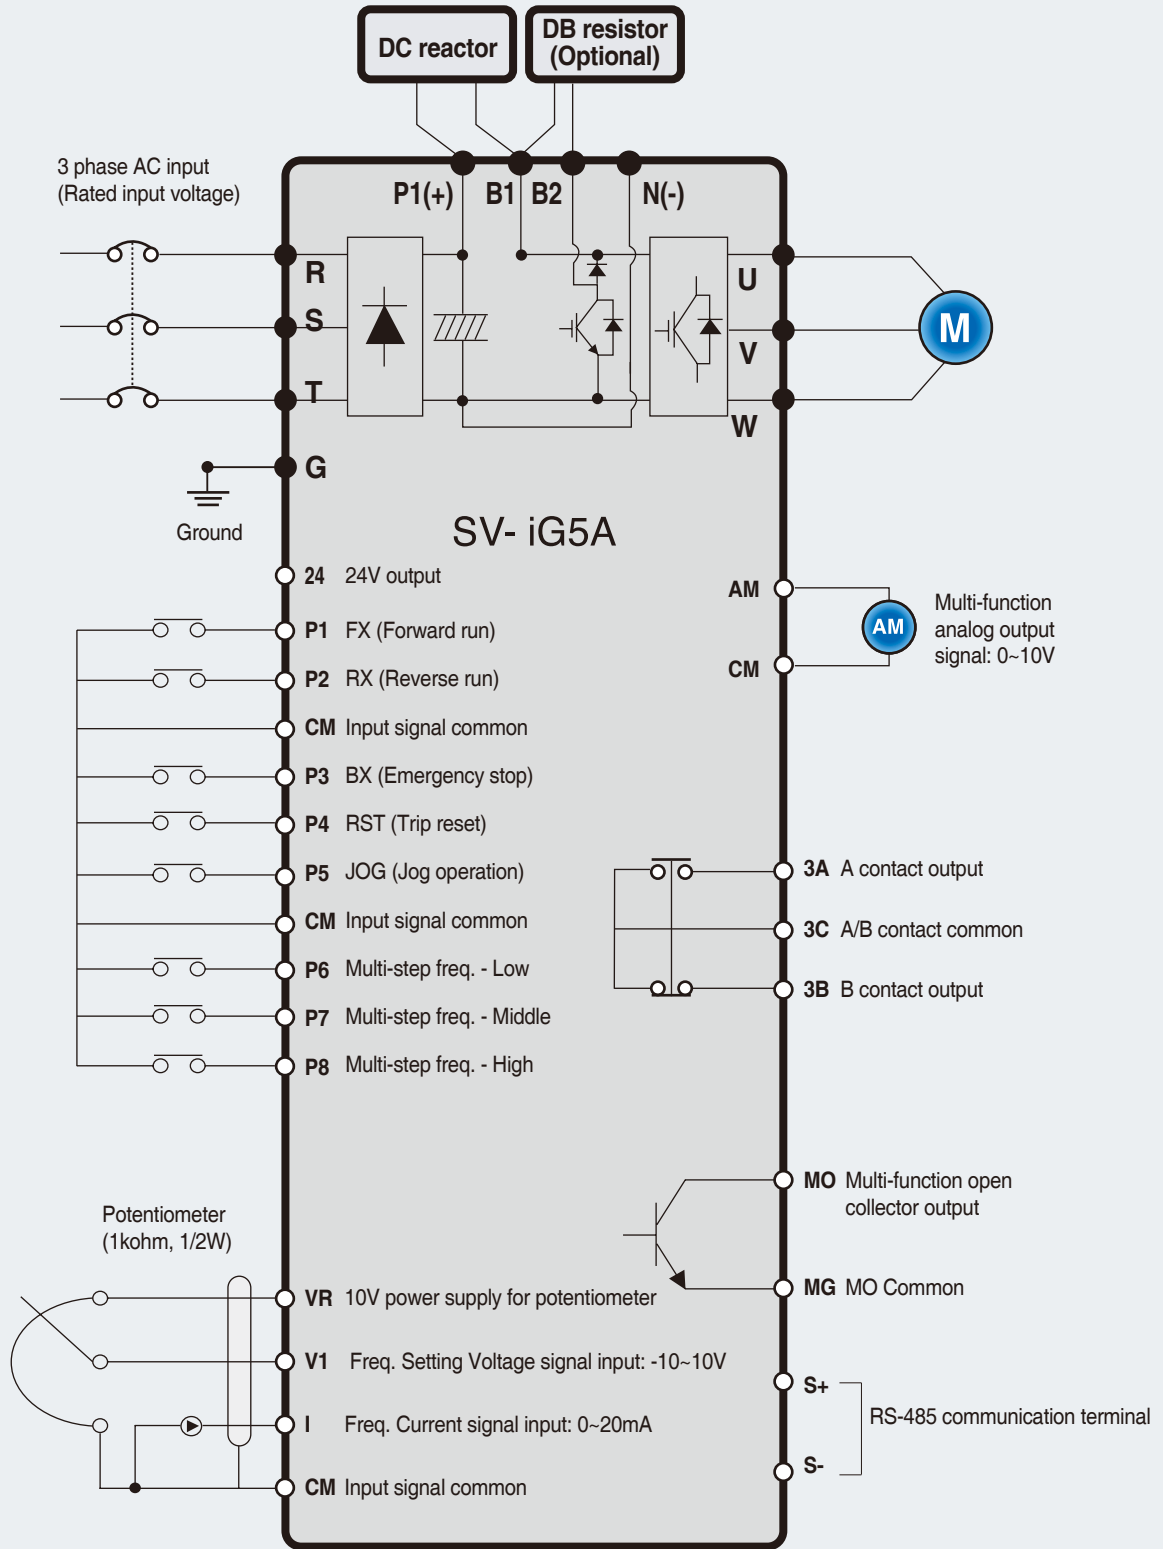 DC reactor
DB resistor
(Optional)
3 phase AC input
(Rated input voltage)
P1(+) B1 B2 N(-)
R
S
T
U
V
W
M
G
Ground
SV- iG5A
24 24V output
P1 FX (Forward run)
P2 RX (Reverse run)
CM Input signal common
P3 BX (Emergency stop)
P4 RST (Trip reset)
P5 JOG (Jog operation)
CM Input signal common
P6 Multi-step freq. - Low
P7 Multi-step freq. - Middle
P8 Multi-step freq. - High
AM
CM
AM
Multi-function
analog output
signal: 0~10V
3A A contact output
3C A/B contact common
3B B contact output
MO Multi-function open
collector output
MG MO Common
Potentiometer
(1kohm, 1/2W)
VR 10V power supply for potentiometer
V1 Freq. Setting Voltage signal input: -10~10V
I Freq. Current signal input: 0~20mA
CM Input signal common
S+
RS-485 communication terminal
S-